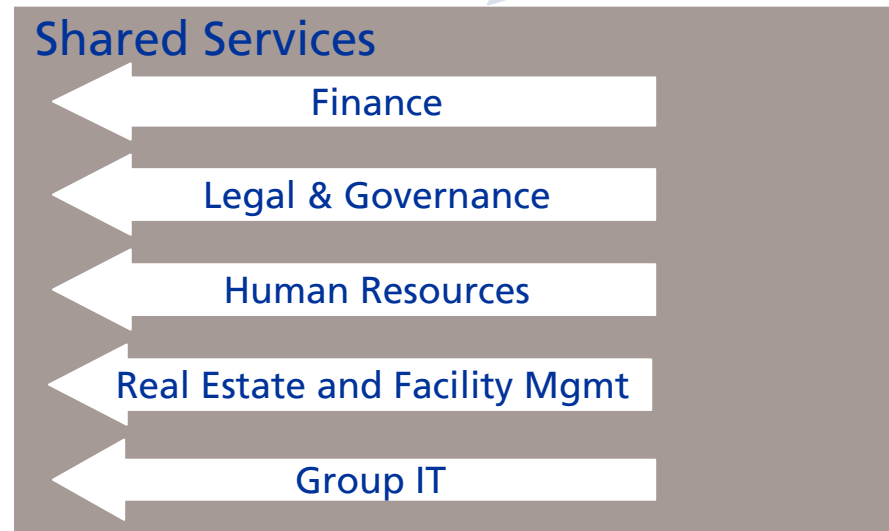 Shared Services
Finance
Legal & Governance
Human Resources
Real Estate and Facility Mgmt
Group IT